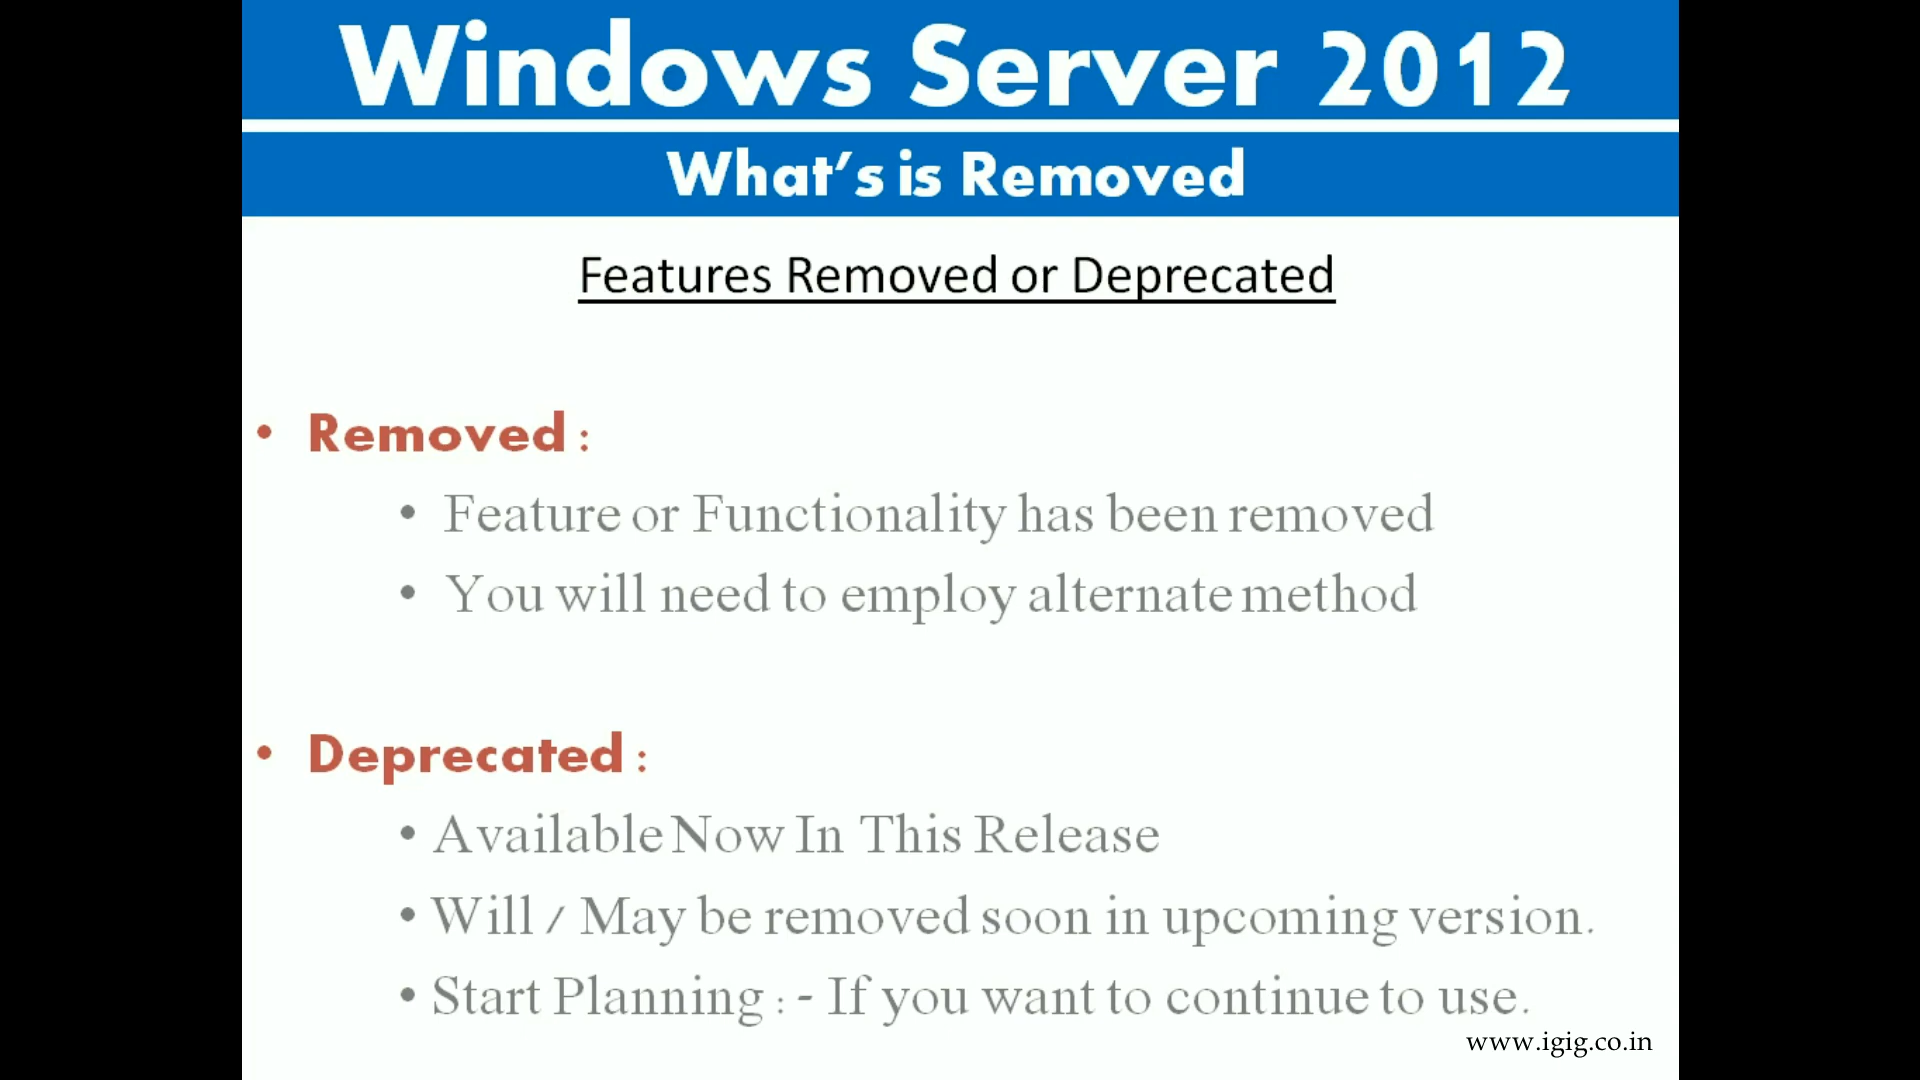 Windows Server 2012
What's is Removed
Features Removed or Deprecated
• Removed :
• Feature or Functionality has been removed
• You will need to employ alternate method
• Deprecated :
• Available Now In This Release
• Will / May be removed soon in upcoming version.
• Start Planning : - If you want to continue to use.
www.igig.co.in